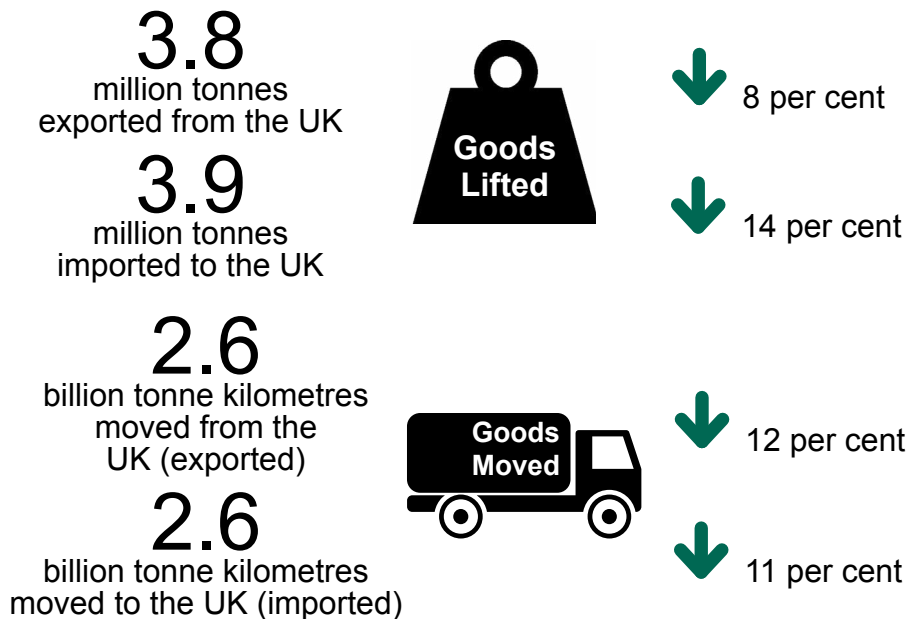 3.8
million tonnes
exported from the UK
Goods
Lifted
8 per cent
3.9
million tonnes
imported to the UK
14 per cent
2.6
billion tonne kilometres
moved from the
UK (exported)
Goods
Moved
12 per cent
2.6
billion tonne kilometres
moved to the UK (imported)
11 per cent